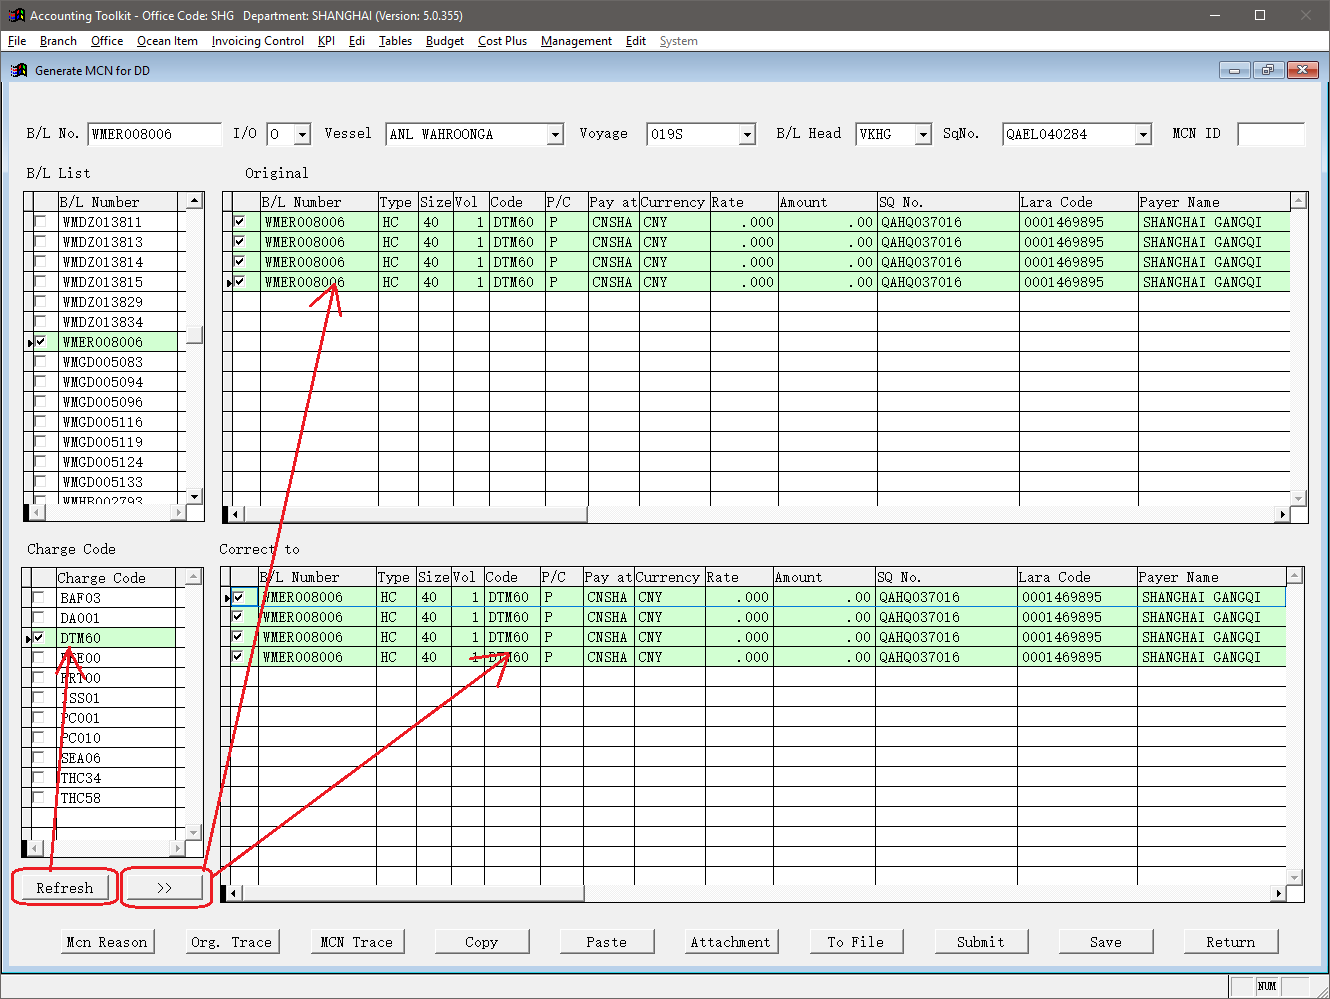 Accounting Toolkit - Office Code: SHG   Department: SHANGHAI (Version: 5.0.355)
File Branch Office Ocean Item Invoicing Control KPI Edi Tables Budget Cost Plus Management Edit System
Generate MCN for DD
B/L No. WMER008006 I/O O Vessel ANL WAHROONGA Voyage 019S B/L Head VKHG SqNo. QAEL040284 MCN ID
B/L List
B/L Number
WMDZ013811
WMDZ013813
WMDZ013814
WMDZ013815
WMDZ013829
WMDZ013834
WMER008006
WMGD005083
WMGD005094
WMGD005096
WMGD005116
WMGD005119
WMGD005124
WMGD005133
WMHB002793
Original
B/L Number Type Size Vol Code P/C Pay at Currency Rate Amount SQ No. Lara Code Payer Name
WMER008006 HC 40 1 DTM60 P CNSHA CNY .000 .00 QAHQ037016 0001469895 SHANGHAI GANGQI
WMER008006 HC 40 1 DTM60 P CNSHA CNY .000 .00 QAHQ037016 0001469895 SHANGHAI GANGQI
WMER008006 HC 40 1 DTM60 P CNSHA CNY .000 .00 QAHQ037016 0001469895 SHANGHAI GANGQI
WMER008006 HC 40 1 DTM60 P CNSHA CNY .000 .00 QAHQ037016 0001469895 SHANGHAI GANGQI
Charge Code
Charge Code
BAF03
DA001
DTM60
PRT00
ISS01
PC001
PC010
SEA06
THC34
THC58
Correct to
B/L Number Type Size Vol Code P/C Pay at Currency Rate Amount SQ No. Lara Code Payer Name
WMER008006 HC 40 1 DTM60 P CNSHA CNY .000 .00 QAHQ037016 0001469895 SHANGHAI GANGQI
WMER008006 HC 40 1 DTM60 P CNSHA CNY .000 .00 QAHQ037016 0001469895 SHANGHAI GANGQI
WMER008006 HC 40 1 DTM60 P CNSHA CNY .000 .00 QAHQ037016 0001469895 SHANGHAI GANGQI
WMER008006 HC 40 1 DTM60 P CNSHA CNY .000 .00 QAHQ037016 0001469895 SHANGHAI GANGQI
Refresh >>
Mcn Reason Org. Trace MCN Trace Copy Paste Attachment To File Submit Save Return
NUM